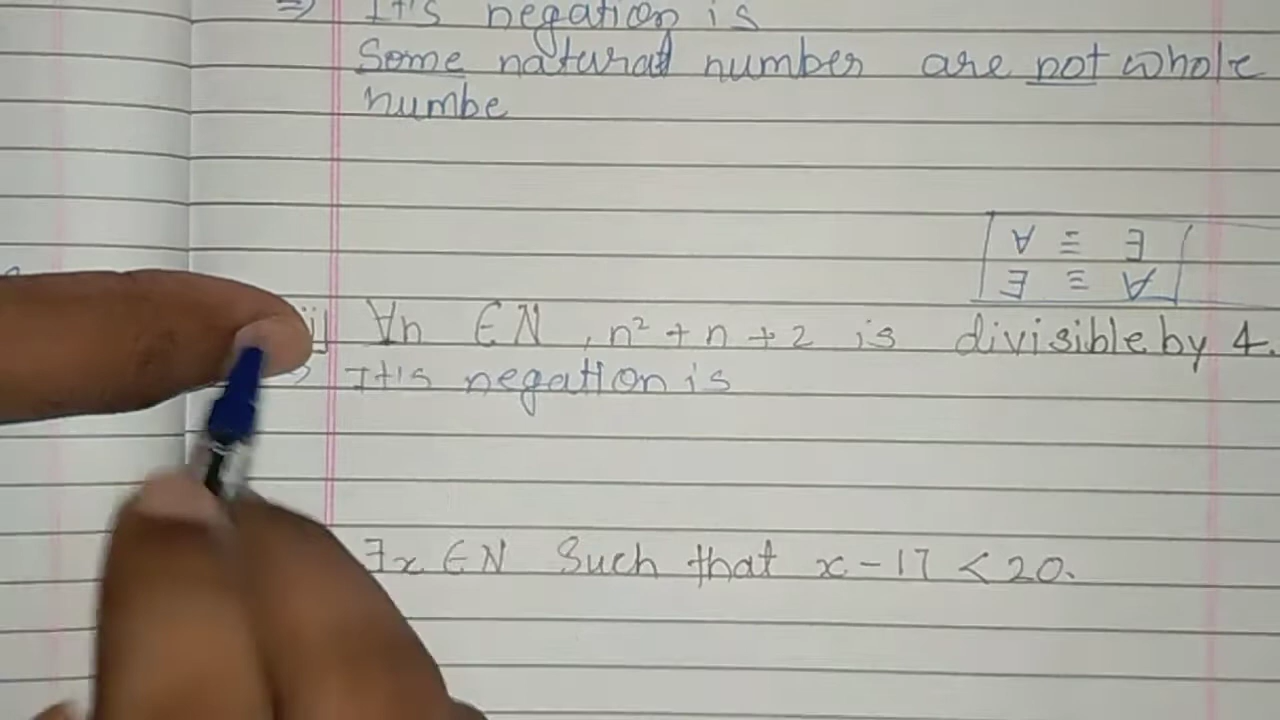 ⇒ It's negation is
Some natural number are not whole
numbe
∀ ≡ ∃
∃ ≡ ∀
ii] ∀n ∈ N , n² + n + 2 is divisible by 4.
⇒ It's negation is
∃x ∈ N Such that x - 17 < 20.